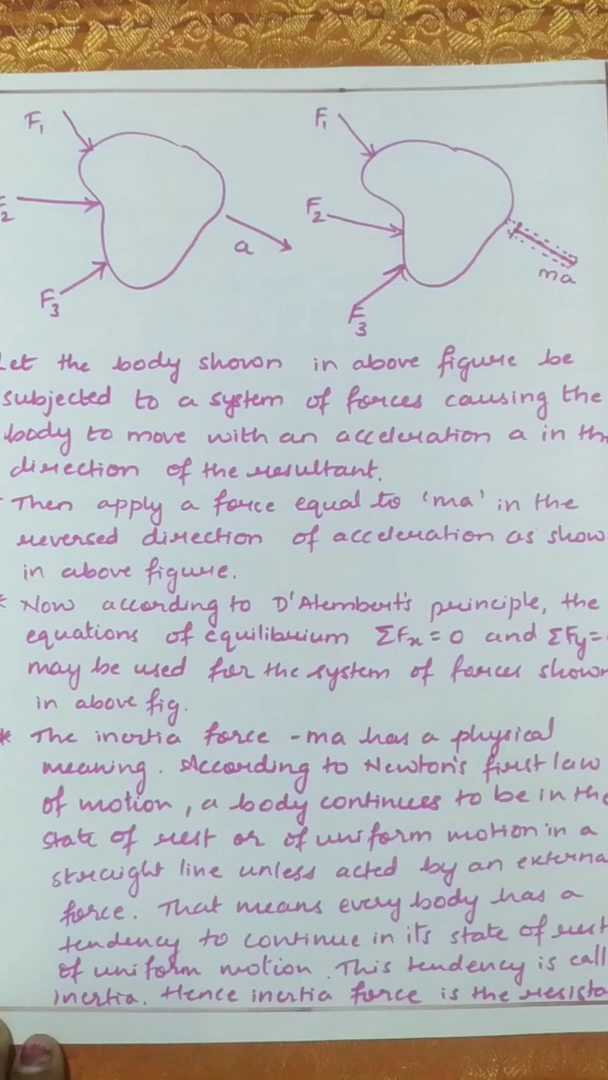 F1
F1
F2
F2
a
ma
F3
F3
Let the body shown in above figure be
subjected to a system of forces causing the
body to move with an acceleration a in th
direction of the resultant.
Then apply a force equal to 'ma' in the
reversed direction of acceleration as show
in above figure.
* Now according to D'Alembert's principle, the
equations of equilibrium ΣFx = 0 and ΣFy =
may be used for the system of forces shown
in above fig.
* The inertia force -ma has a physical
meaning. According to Newton's first law
of motion, a body continues to be in the
state of rest or of uniform motion in a
straight line unless acted by an externa
force. That means every body has a
tendency to continue in its state of rest
of uniform motion. This tendency is call
inertia. Hence inertia force is the resista